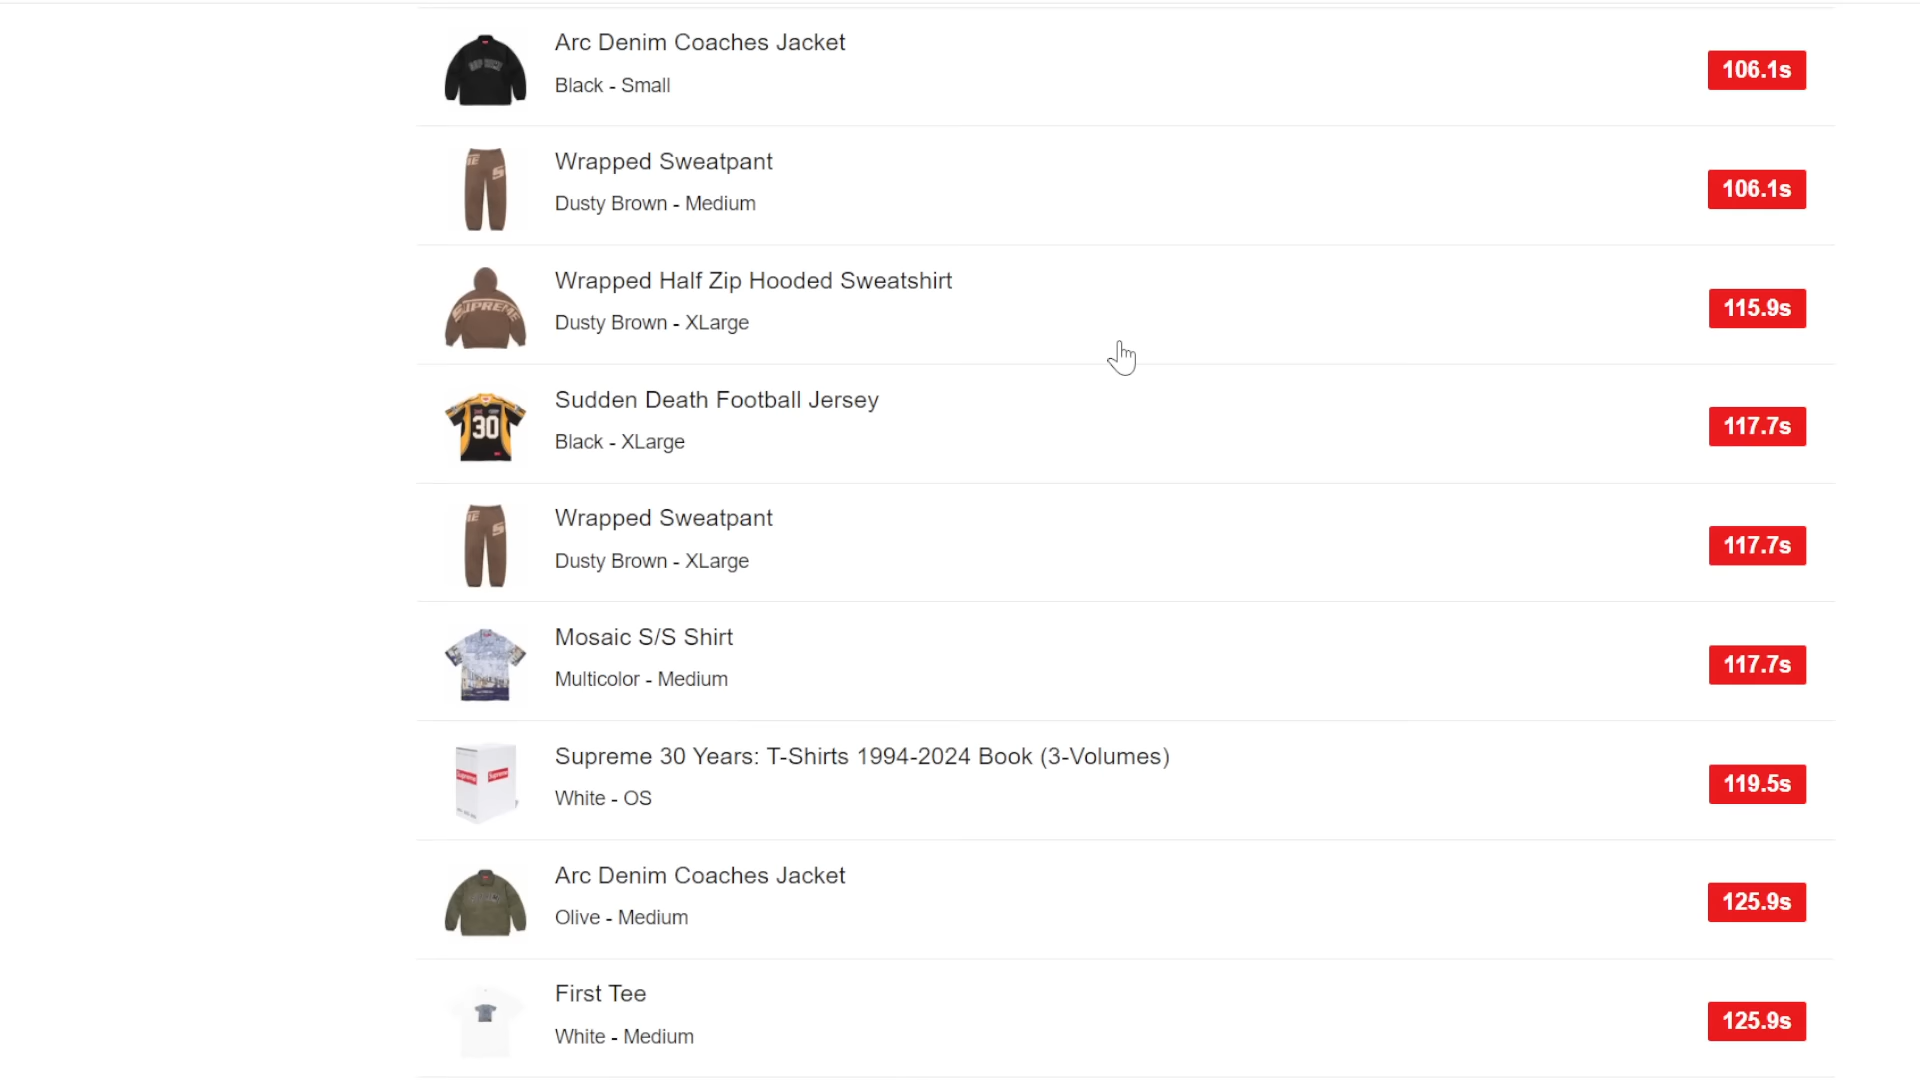 Arc Denim Coaches Jacket
Black - Small
106.1s
Wrapped Sweatpant
Dusty Brown - Medium
106.1s
Wrapped Half Zip Hooded Sweatshirt
Dusty Brown - XLarge
115.9s
Sudden Death Football Jersey
Black - XLarge
117.7s
30
Wrapped Sweatpant
Dusty Brown - XLarge
117.7s
Mosaic S/S Shirt
Multicolor - Medium
117.7s
Supreme 30 Years: T-Shirts 1994-2024 Book (3-Volumes)
White - OS
119.5s
Supreme Supreme
Arc Denim Coaches Jacket
Olive - Medium
125.9s
First Tee
White - Medium
125.9s